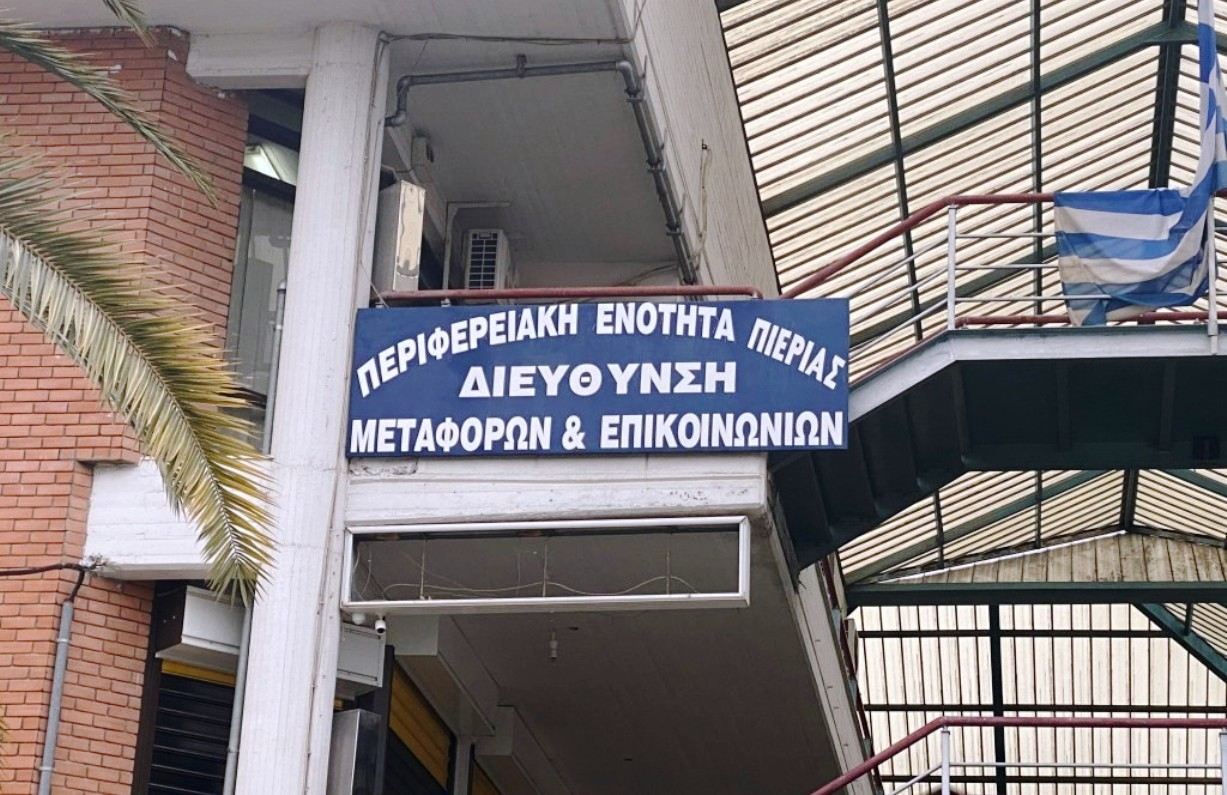 ΠΕΡΙΦΕΡΕΙΑΚΗ ΕΝΟΤΗΤΑ ΠΙΕΡΙΑΣ
ΔΙΕΥΘΥΝΣΗ
ΜΕΤΑΦΟΡΩΝ & ΕΠΙΚΟΙΝΩΝΙΩΝ